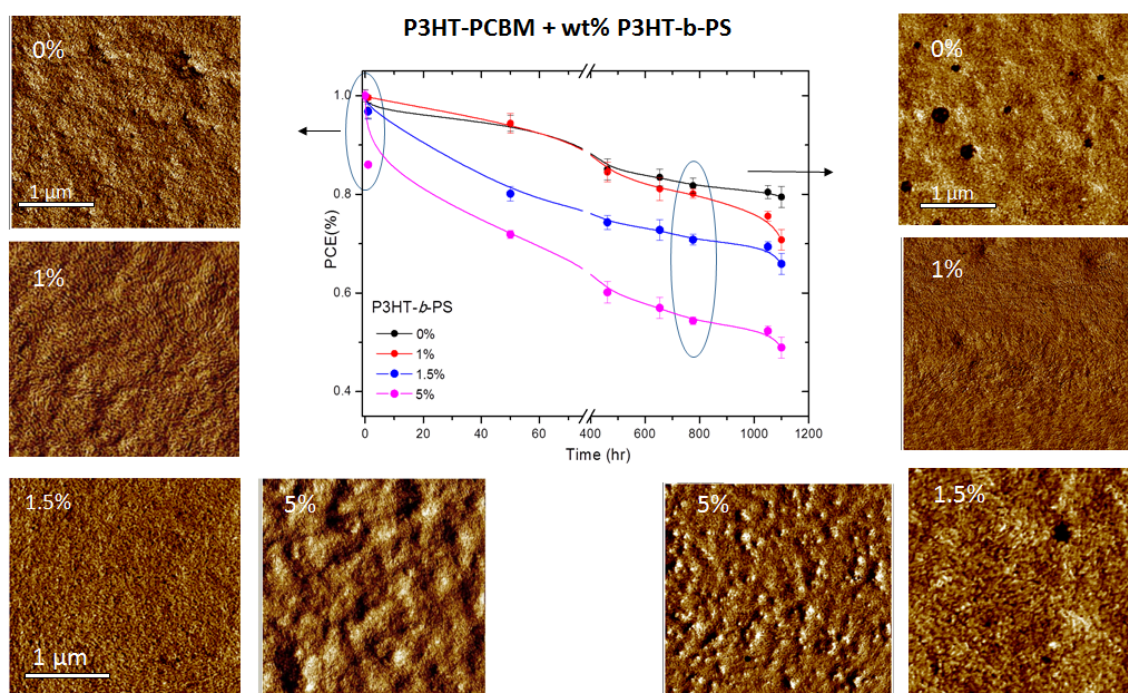 P3HT-PCBM + wt% P3HT-b-PS
0%
1 µm
1%
1.5%
1 µm
5%
PCE(%)
1.0
0.8
0.6
0.4
P3HT-b-PS
0%
1%
1.5%
5%
0 20 40 60 400 600 800 1000 1200
Time (hr)
0%
1 µm
1%
5%
1.5%